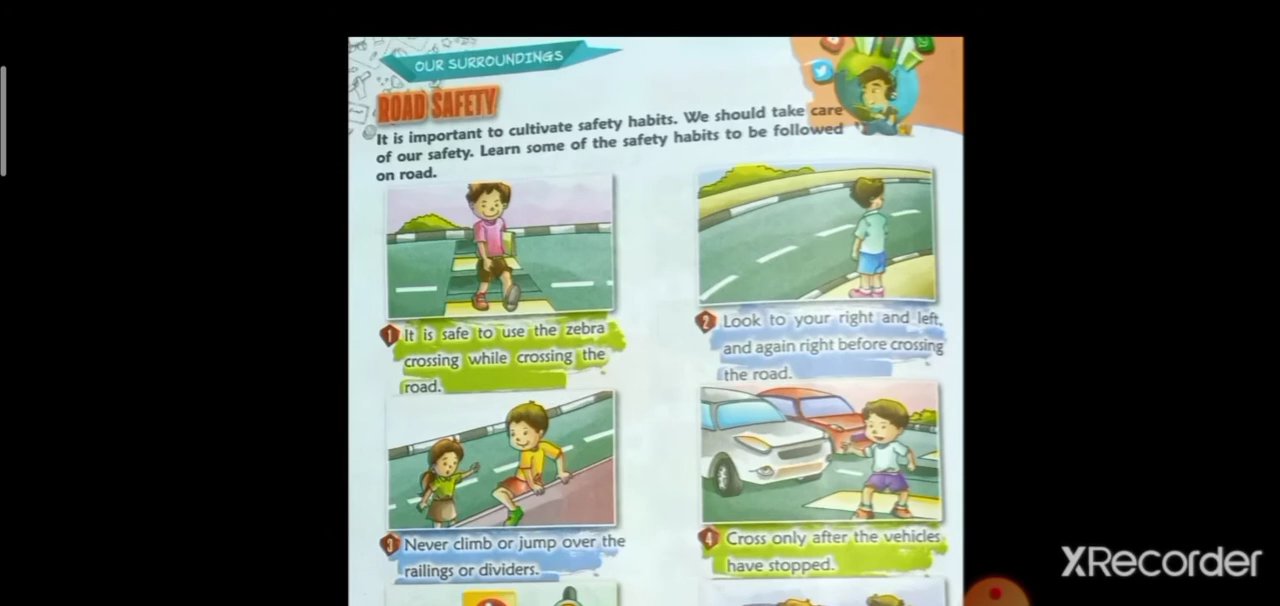 OUR SURROUNDINGS
ROAD SAFETY
It is important to cultivate safety habits. We should take care
of our safety. Learn some of the safety habits to be followed
on road.
1 It is safe to use the zebra
crossing while crossing the
road.
2 Look to your right and left,
and again right before crossing
the road.
3 Never climb or jump over the
railings or dividers.
4 Cross only after the vehicles
have stopped.
XRecorder